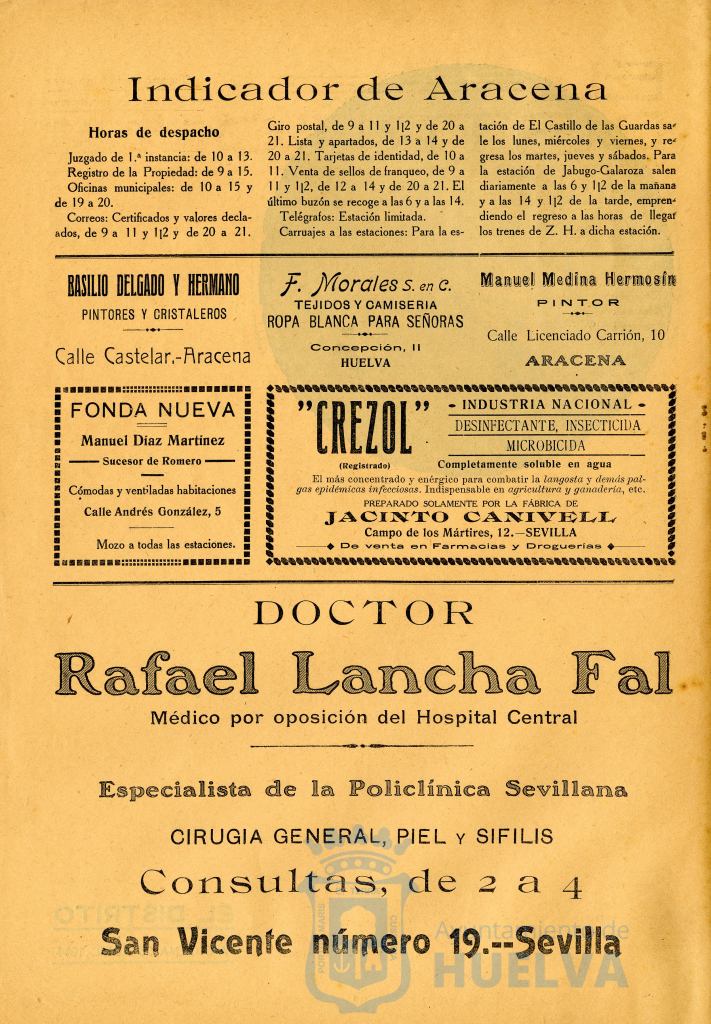 Indicador de Aracena
Horas de despacho
Juzgado de 1.ª instancia: de 10 a 13.
Registro de la Propiedad: de 9 a 15.
Oficinas municipales: de 10 a 15 y
de 19 a 20.
Correos: Certificados y valores decla-
ados, de 9 a 11 y 1|2 y de 20 a 21.
Giro postal, de 9 a 11 y 1|2 y de 20 a
21. Lista y apartados, de 13 a 14 y de
20 a 21. Tarjetas de identidad, de 10 a
11. Venta de sellos de franqueo, de 9 a
11 y 1|2, de 12 a 14 y de 20 a 21. El
último buzón se recoge a las 6 y a las 14.
Telégrafos: Estación limitada.
Carruajes a las estaciones: Para la es-
tación de El Castillo de las Guardas sa-
le los lunes, miércoles y viernes, y re-
gresa los martes, jueves y sábados. Para
la estación de Jabugo-Galaroza salen
diariamente a las 6 y 1|2 de la mañana
y a las 14 y 1|2 de la tarde, empren-
diendo el regreso a las horas de llegar
los trenes de Z. H. a dicha estación.
BASILIO DELGADO Y HERMANO
PINTORES Y CRISTALEROS
Calle Castelar.-Aracena
F. Morales S. en C.
TEJIDOS Y CAMISERIA
ROPA BLANCA PARA SEÑORAS
Concepción, 11
HUELVA
Manuel Medina Hermosín
PINTOR
Calle Licenciado Carrión, 10
ARACENA
FONDA NUEVA
Manuel Díaz Martínez
Sucesor de Romero
Cómodas y ventiladas habitaciones
Calle Andrés González, 5
Mozo a todas las estaciones.
"CREZOL"
(Registrado)
- INDUSTRIA NACIONAL -
DESINFECTANTE, INSECTICIDA
MICROBICIDA
Completamente soluble en agua
El más concentrado y enérgico para combatir la langosta y demás pal-
gas epidémicas infecciosas. Indispensable en agricultura y ganadería, etc.
PREPARADO SOLAMENTE POR LA FÁBRICA DE
JACINTO CANIVELL
Campo de los Mártires, 12.—SEVILLA
De venta en Farmacias y Droguerías
DOCTOR
Rafael Lancha Fal
Médico por oposición del Hospital Central
Especialista de la Policlínica Sevillana
CIRUGIA GENERAL, PIEL Y SIFILIS
Consultas, de 2 a 4
San Vicente número 19.--Sevilla
Ayuntamiento de
HUELVA